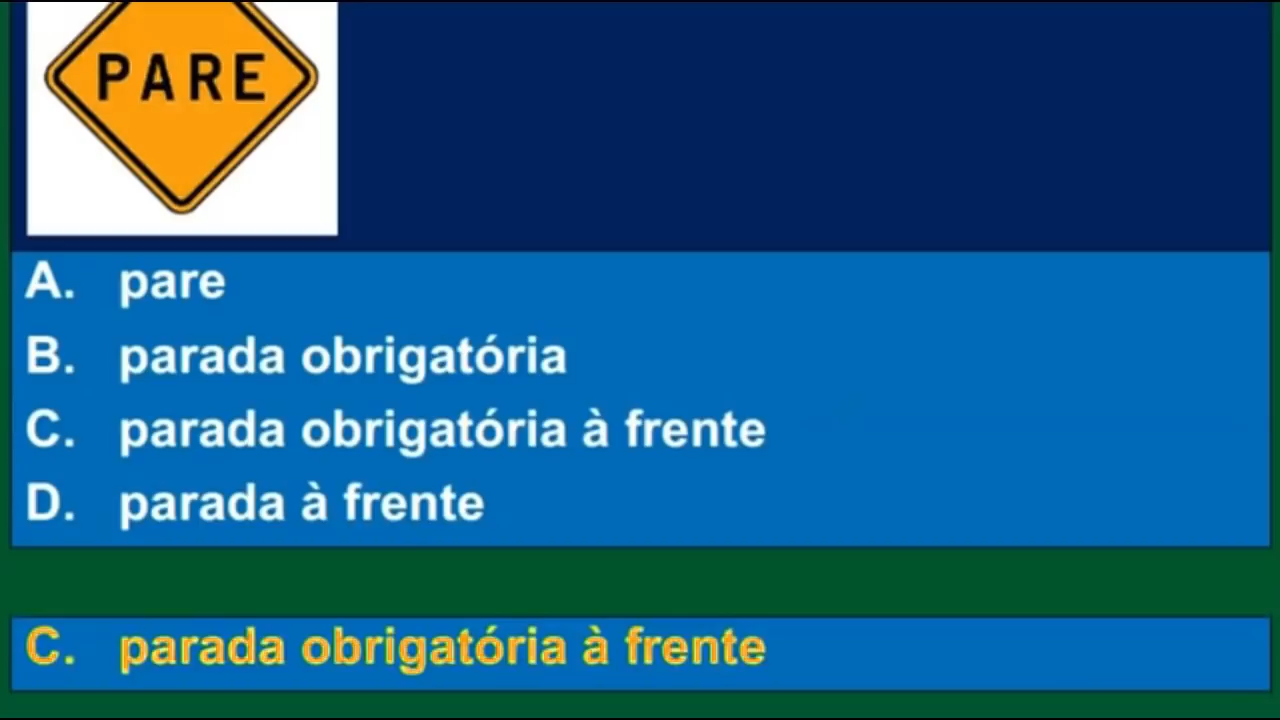 PARE
A. pare
B. parada obrigatória
C. parada obrigatória à frente
D. parada à frente
C. parada obrigatória à frente